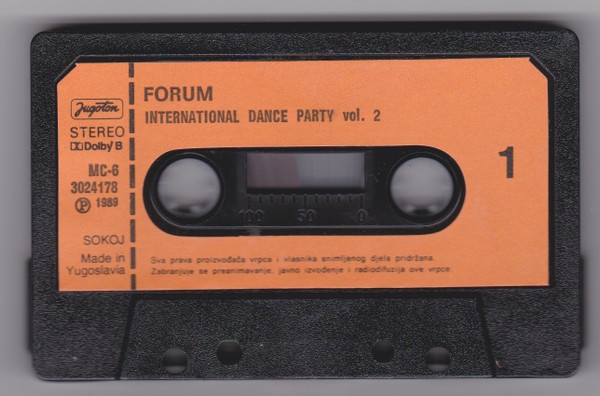 Jugoton
STEREO
Dolby B
MC-6
3024178
℗ 1989
SOKOJ
Made in
Yugoslavia
FORUM
INTERNATIONAL DANCE PARTY vol. 2
1
100 50 0
Sva prava proizvođača vrpce i vlasnika snimljenog djela pridržana.
Zabranjuje se presnimavanje, javno izvođenje i radiodifuzija ove vrpce.